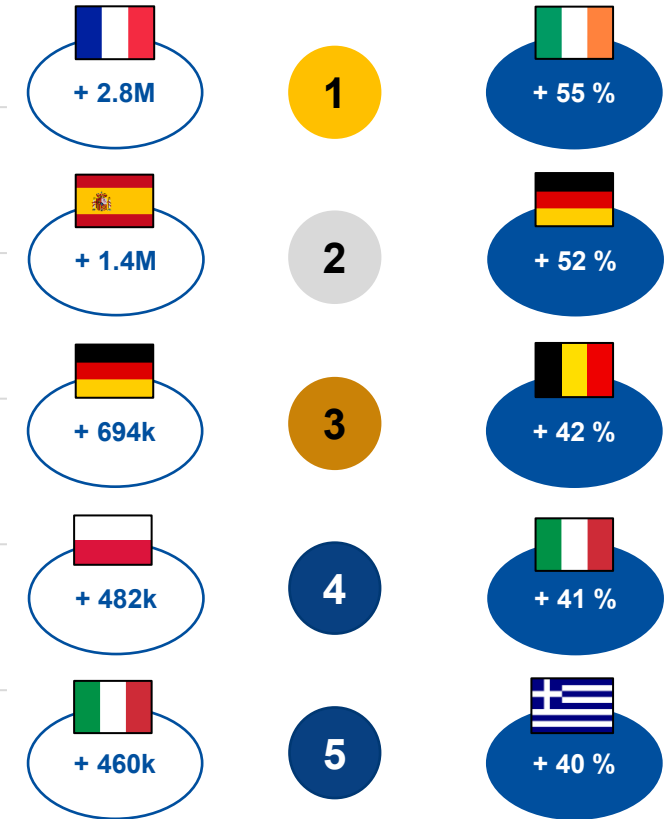 + 2.8M 1 + 55 %
+ 1.4M 2 + 52 %
+ 694k 3 + 42 %
+ 482k 4 + 41 %
+ 460k 5 + 40 %